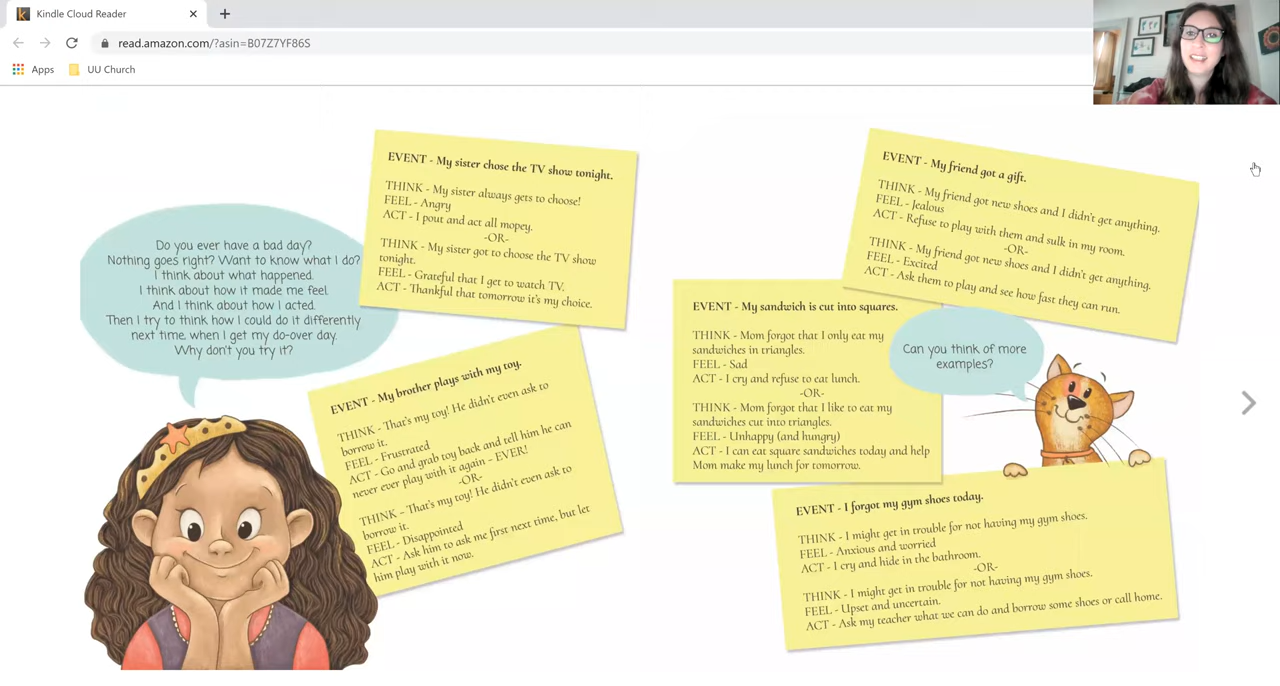 Kindle Cloud Reader
read.amazon.com/?asin=B07Z7YF86S
Apps
UU Church
Do you ever have a bad day?
Nothing goes right? Want to know what I do?
I think about what happened.
I think about how it made me feel.
And I think about how I acted.
Then I try to think how I could do it differently
next time, when I get my do-over day.
Why don't you try it?
EVENT - My sister chose the TV show tonight.
THINK - My sister always gets to choose!
FEEL - Angry
ACT - I pout and act all mopey.
-OR-
THINK - My sister got to choose the TV show
tonight.
FEEL - Grateful that I get to watch TV.
ACT - Thankful that tomorrow it's my choice.
EVENT - My brother plays with my toy.
THINK - That's my toy! He didn't even ask to
borrow it.
FEEL - Frustrated
ACT - Go and grab toy back and tell him he can
never ever play with it again - EVER!
-OR-
THINK - That's my toy! He didn't even ask to
borrow it.
FEEL - Disappointed
ACT - Ask him to ask me first next time, but let
him play with it now.
EVENT - My friend got a gift.
THINK - My friend got new shoes and I didn't get anything.
FEEL - Jealous
ACT - Refuse to play with them and sulk in my room.
-OR-
THINK - My friend got new shoes and I didn't get anything.
FEEL - Excited
ACT - Ask them to play and see how fast they can run.
EVENT - My sandwich is cut into squares.
THINK - Mom forgot that I only eat my
sandwiches in triangles.
FEEL - Sad
ACT - I cry and refuse to eat lunch.
-OR-
THINK - Mom forgot that I like to eat my
sandwiches cut into triangles.
FEEL - Unhappy (and hungry)
ACT - I can eat square sandwiches today and help
Mom make my lunch for tomorrow.
Can you think of more
examples?
EVENT - I forgot my gym shoes today.
THINK - I might get in trouble for not having my gym shoes.
FEEL - Anxious and worried
ACT - I cry and hide in the bathroom.
-OR-
THINK - I might get in trouble for not having my gym shoes.
FEEL - Upset and uncertain.
ACT - Ask my teacher what we can do and borrow some shoes or call home.